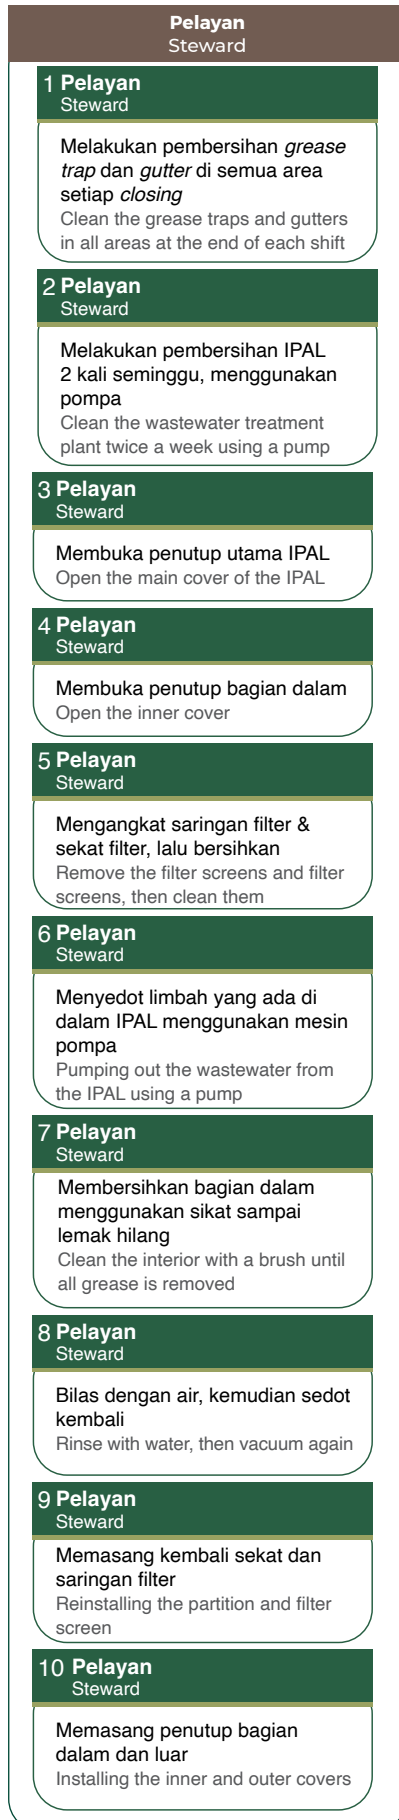 Pelayan
Steward
1 Pelayan
Steward
Melakukan pembersihan grease
trap dan gutter di semua area
setiap closing
Clean the grease traps and gutters
in all areas at the end of each shift
2 Pelayan
Steward
Melakukan pembersihan IPAL
2 kali seminggu, menggunakan
pompa
Clean the wastewater treatment
plant twice a week using a pump
3 Pelayan
Steward
Membuka penutup utama IPAL
Open the main cover of the IPAL
4 Pelayan
Steward
Membuka penutup bagian dalam
Open the inner cover
5 Pelayan
Steward
Mengangkat saringan filter &
sekat filter, lalu bersihkan
Remove the filter screens and filter
screens, then clean them
6 Pelayan
Steward
Menyedot limbah yang ada di
dalam IPAL menggunakan mesin
pompa
Pumping out the wastewater from
the IPAL using a pump
7 Pelayan
Steward
Membersihkan bagian dalam
menggunakan sikat sampai
lemak hilang
Clean the interior with a brush until
all grease is removed
8 Pelayan
Steward
Bilas dengan air, kemudian sedot
kembali
Rinse with water, then vacuum again
9 Pelayan
Steward
Memasang kembali sekat dan
saringan filter
Reinstalling the partition and filter
screen
10 Pelayan
Steward
Memasang penutup bagian
dalam dan luar
Installing the inner and outer covers